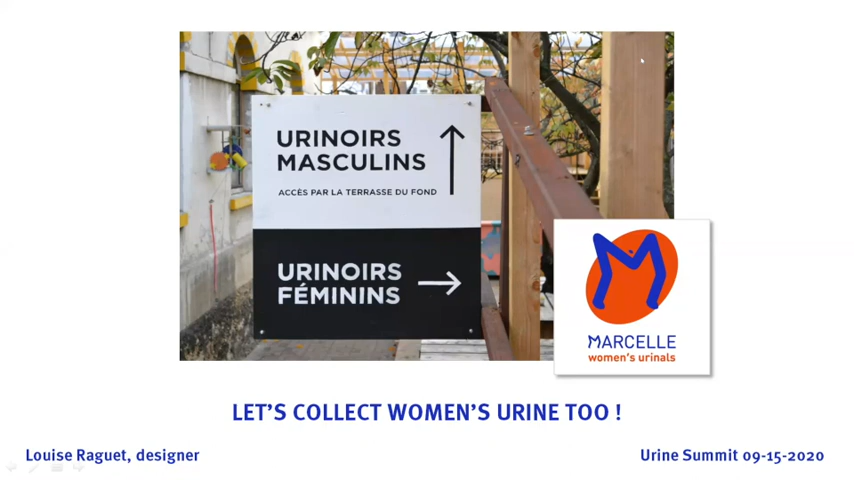 URINOIRS
MASCULINS
ACCÈS PAR LA TERRASSE DU FOND
URINOIRS
FÉMININS
MARCELLE
women's urinals
LET'S COLLECT WOMEN'S URINE TOO !
Louise Raguet, designer
Urine Summit 09-15-2020